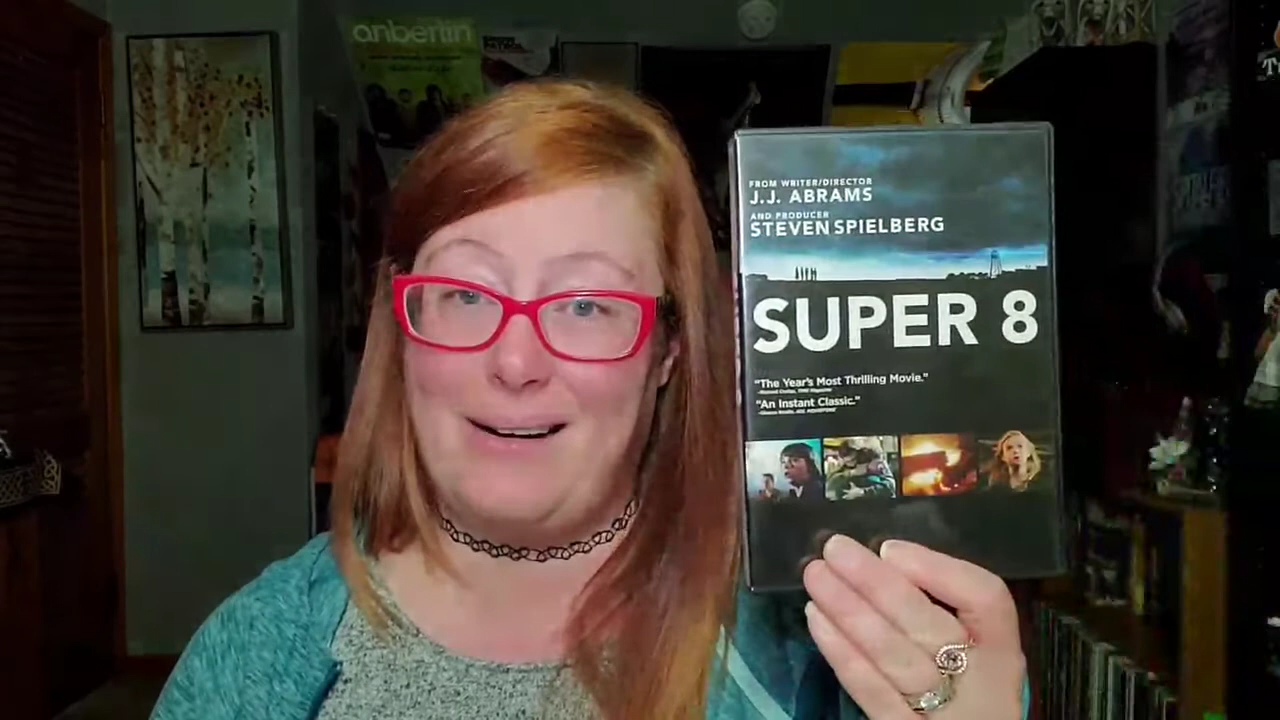 anberlin
FROM WRITER/DIRECTOR
J.J. ABRAMS
AND PRODUCER
STEVEN SPIELBERG
SUPER 8
“The Year's Most Thrilling Movie.”
“An Instant Classic.”